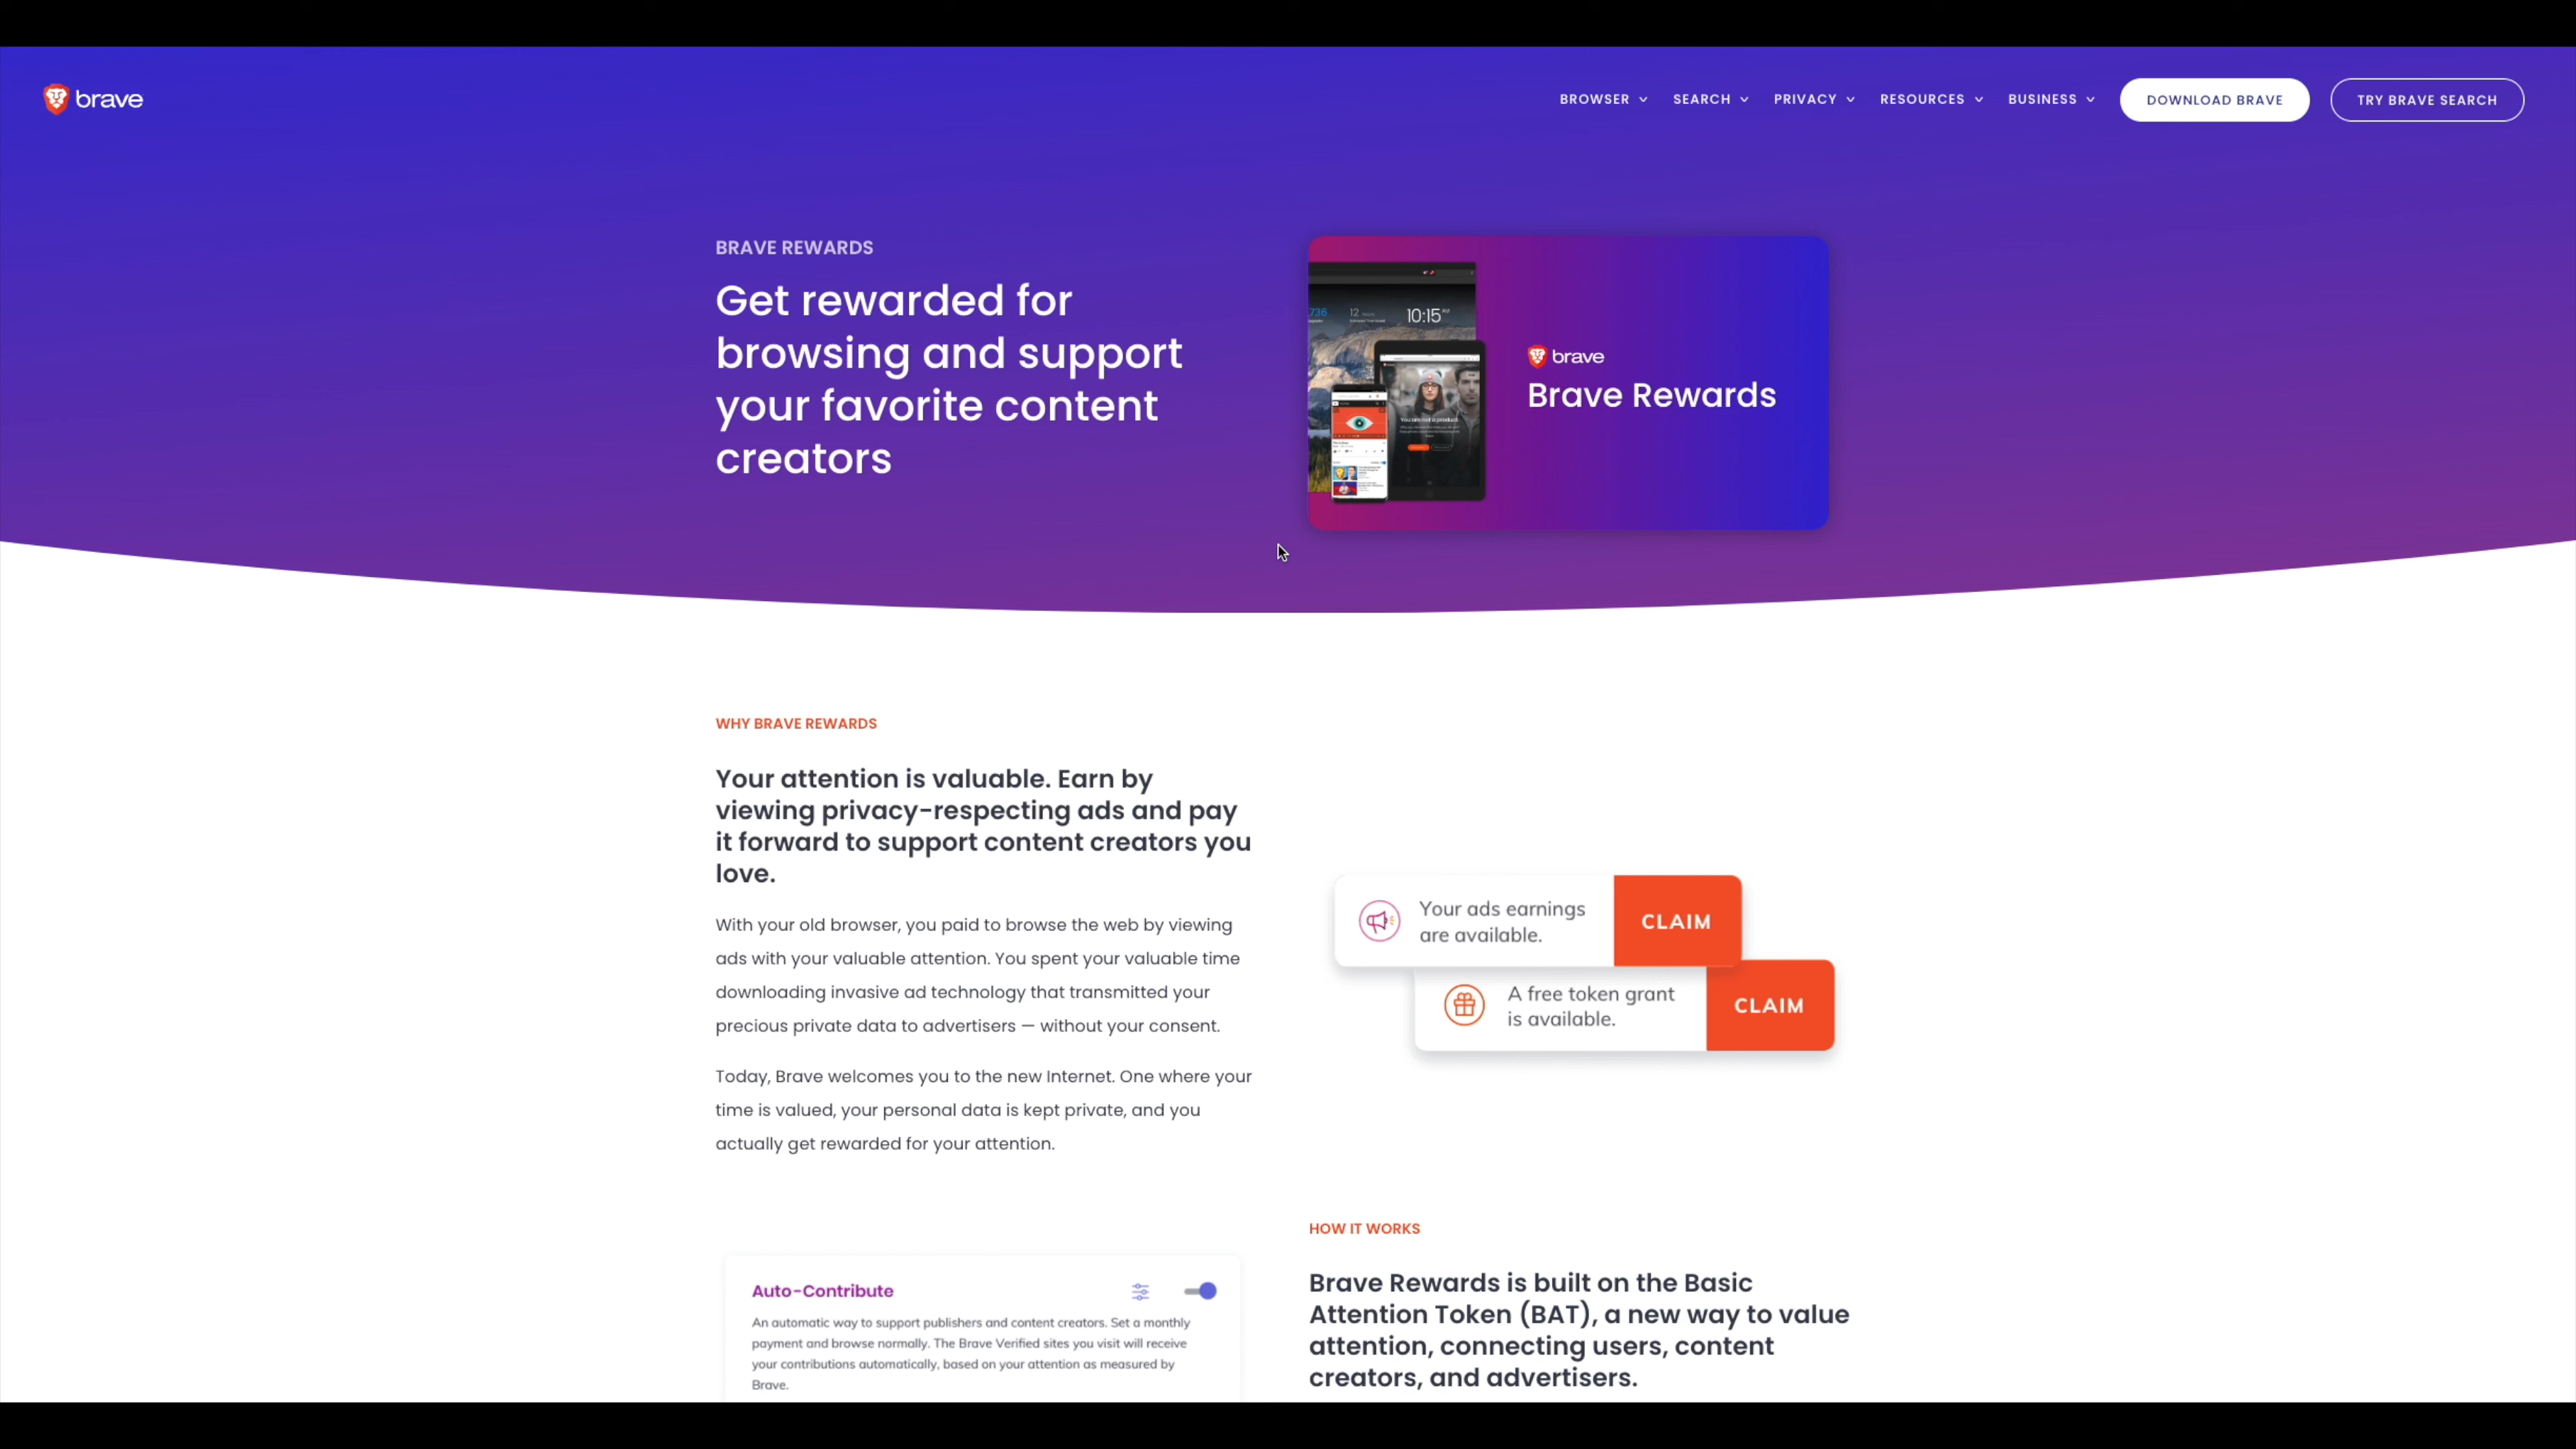 brave
BROWSER
SEARCH
PRIVACY
RESOURCES
BUSINESS
DOWNLOAD BRAVE
TRY BRAVE SEARCH
BRAVE REWARDS
Get rewarded for
browsing and support
your favorite content
creators
736
12
10:15 AM
You are not a product.
brave
Brave Rewards
WHY BRAVE REWARDS
Your attention is valuable. Earn by
viewing privacy-respecting ads and pay
it forward to support content creators you
love.
With your old browser, you paid to browse the web by viewing
ads with your valuable attention. You spent your valuable time
downloading invasive ad technology that transmitted your
precious private data to advertisers — without your consent.
Today, Brave welcomes you to the new Internet. One where your
time is valued, your personal data is kept private, and you
actually get rewarded for your attention.
Your ads earnings
are available.
CLAIM
A free token grant
is available.
CLAIM
Auto-Contribute
An automatic way to support publishers and content creators. Set a monthly
payment and browse normally. The Brave Verified sites you visit will receive
your contributions automatically, based on your attention as measured by
Brave.
HOW IT WORKS
Brave Rewards is built on the Basic
Attention Token (BAT), a new way to value
attention, connecting users, content
creators, and advertisers.